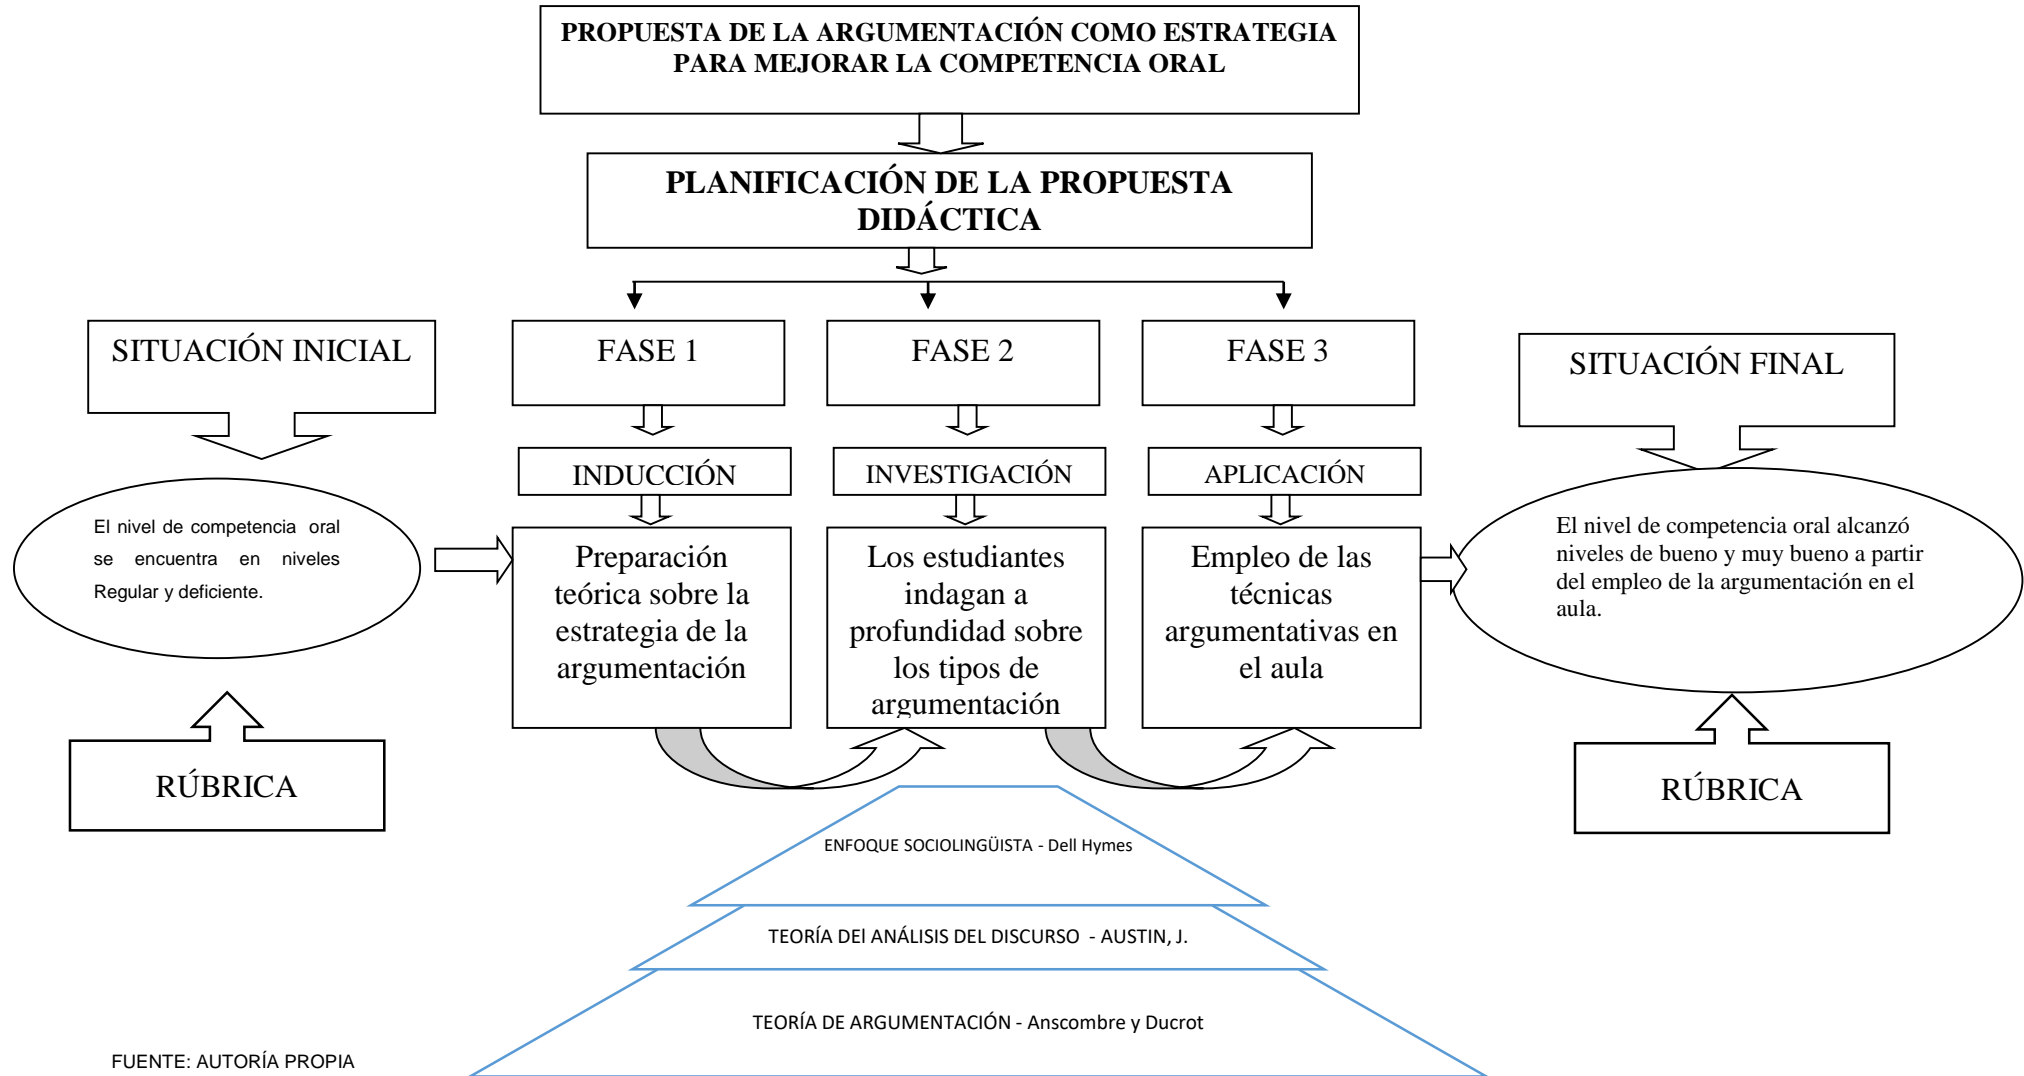 PROPUESTA DE LA ARGUMENTACIÓN COMO ESTRATEGIA
PARA MEJORAR LA COMPETENCIA ORAL
PLANIFICACIÓN DE LA PROPUESTA
DIDÁCTICA
SITUACIÓN INICIAL
FASE 1
FASE 2
FASE 3
SITUACIÓN FINAL
INDUCCIÓN
INVESTIGACIÓN
APLICACIÓN
El nivel de competencia oral
se encuentra en niveles
Regular y deficiente.
Preparación
teórica sobre la
estrategia de la
argumentación
Los estudiantes
indagan a
profundidad sobre
los tipos de
argumentación
Empleo de las
técnicas
argumentativas en
el aula
El nivel de competencia oral alcanzó
niveles de bueno y muy bueno a partir
del empleo de la argumentación en el
aula.
RÚBRICA
RÚBRICA
ENFOQUE SOCIOLINGÜISTA - Dell Hymes
TEORÍA DEl ANÁLISIS DEL DISCURSO - AUSTIN, J.
TEORÍA DE ARGUMENTACIÓN - Anscombre y Ducrot
FUENTE: AUTORÍA PROPIA